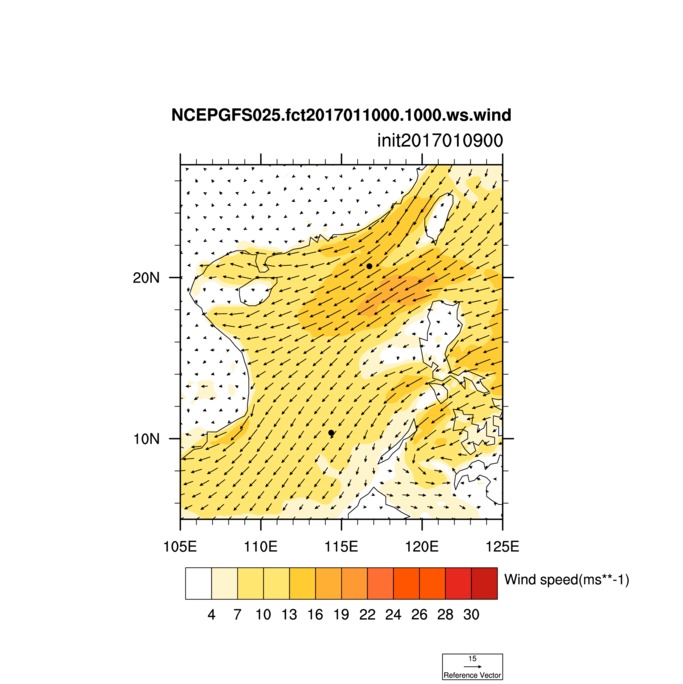 NCEPGFS025.fct2017011000.1000.ws.wind
init2017010900
20N
10N
105E 110E 115E 120E 125E
Wind speed(ms**-1)
4 7 10 13 16 19 22 24 26 28 30
15
Reference Vector